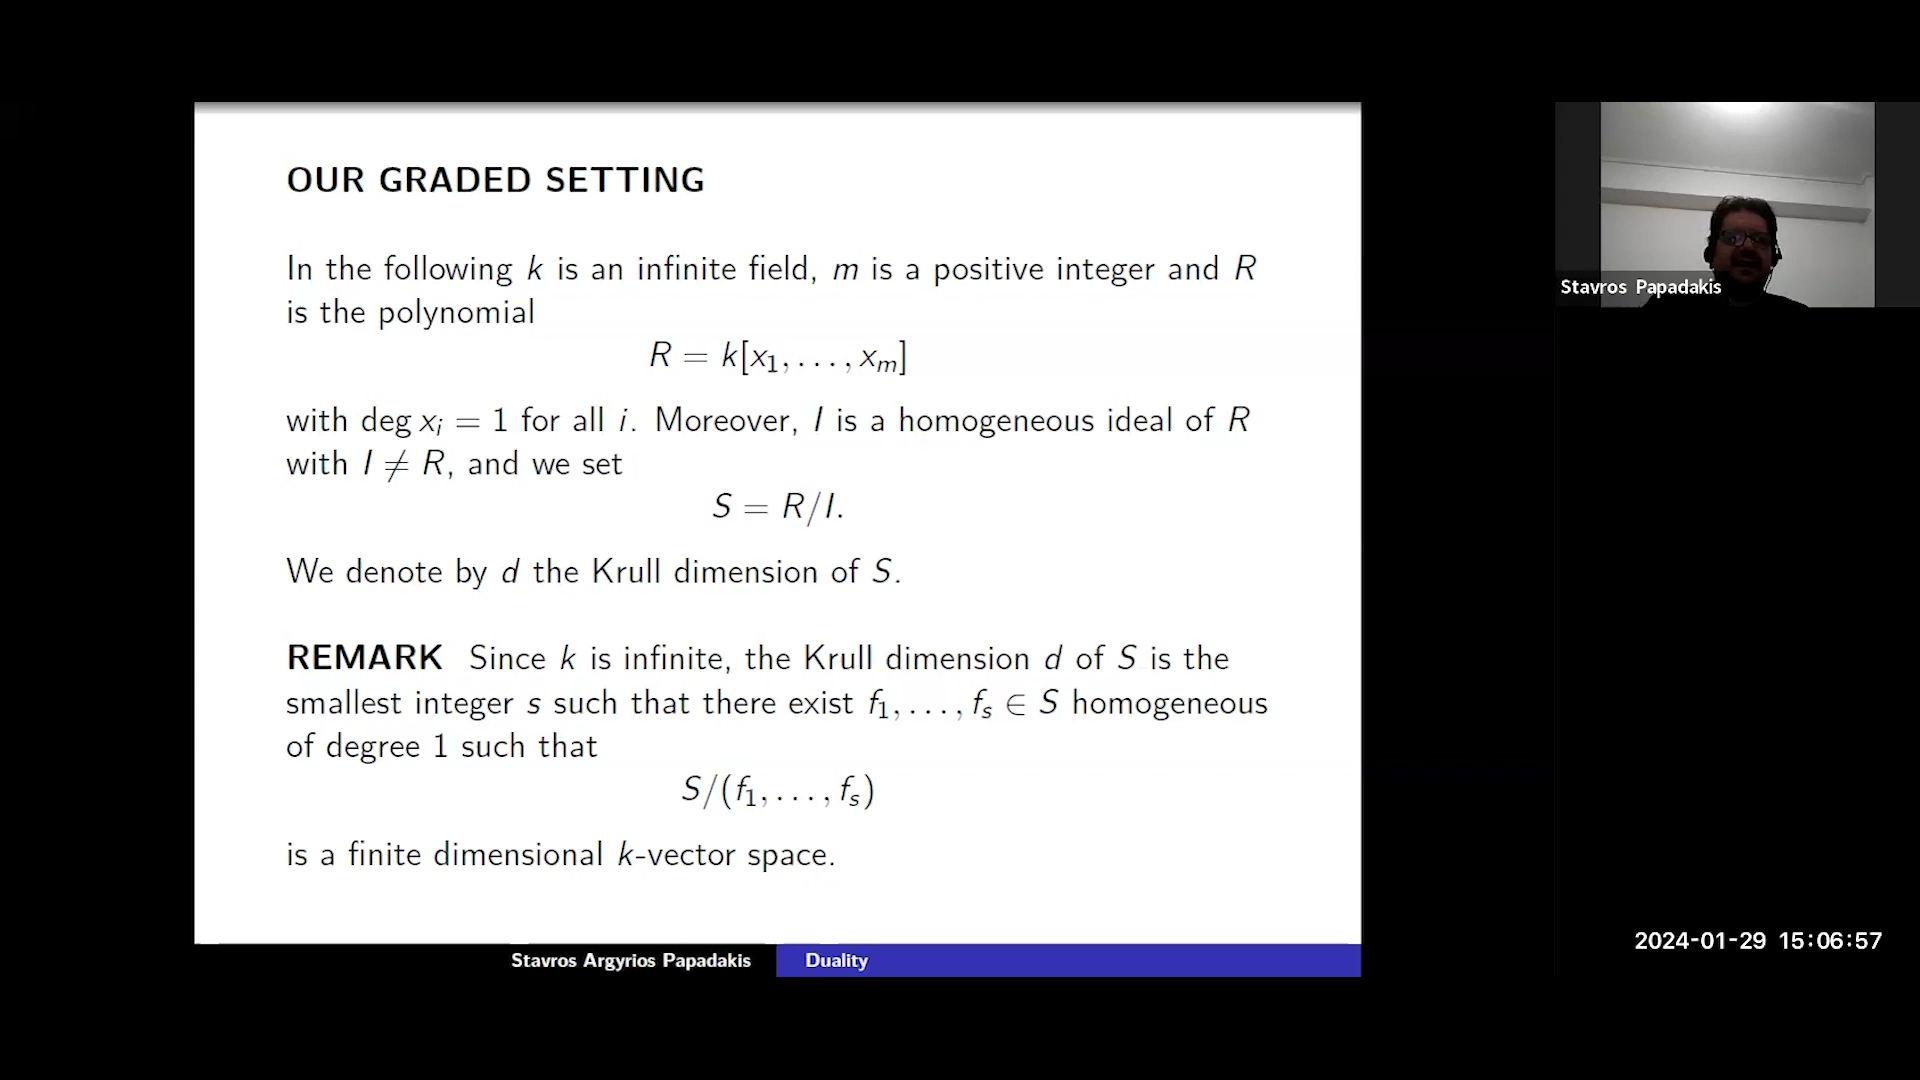 OUR GRADED SETTING
In the following k is an infinite field, m is a positive integer and R
is the polynomial
R = k[x₁, . . . , xₘ]
with deg xᵢ = 1 for all i. Moreover, I is a homogeneous ideal of R
with I ≠ R, and we set
S = R/I.
We denote by d the Krull dimension of S.
REMARK Since k is infinite, the Krull dimension d of S is the
smallest integer s such that there exist f₁, . . . , fₛ ∈ S homogeneous
of degree 1 such that
S/(f₁, . . . , fₛ)
is a finite dimensional k-vector space.
Stavros Argyrios Papadakis Duality
Stavros Papadakis
2024-01-29 15:06:57